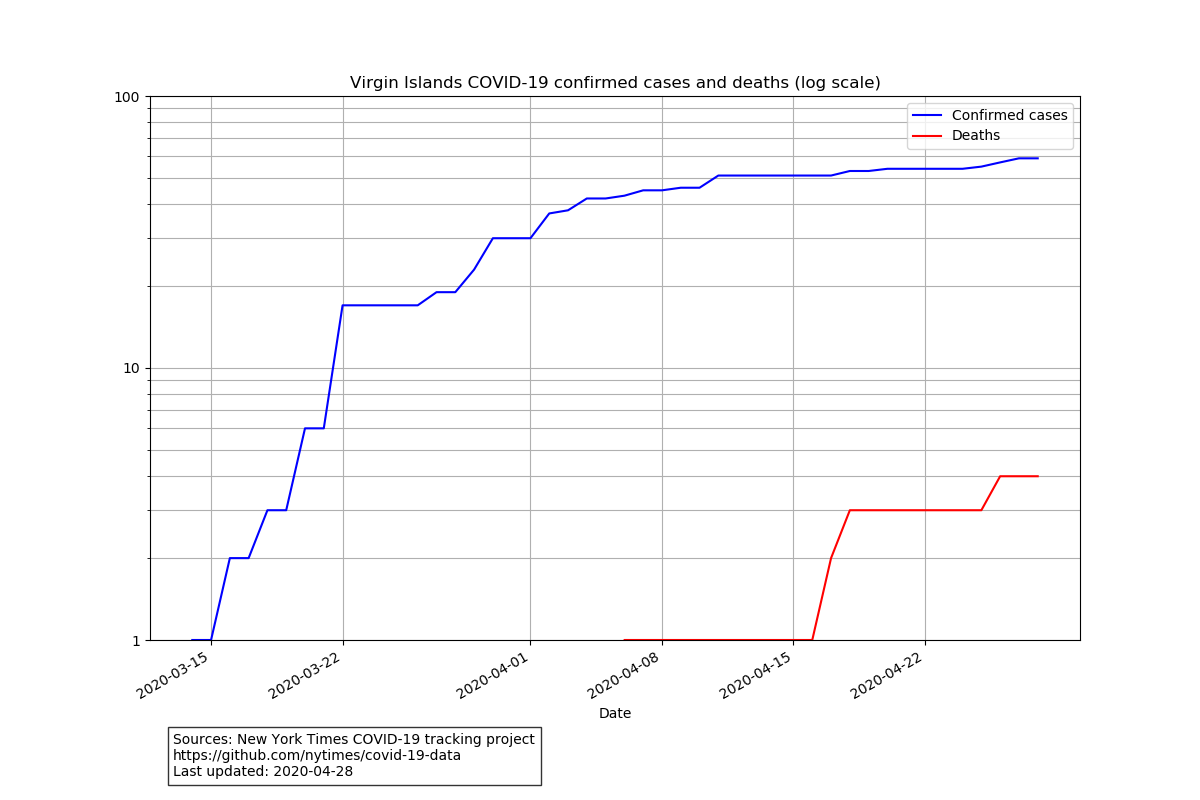 Virgin Islands COVID-19 confirmed cases and deaths (log scale)
100
10
1
Confirmed cases
Deaths
2020-03-15
2020-03-22
2020-04-01
2020-04-08
2020-04-15
2020-04-22
Date
Sources: New York Times COVID-19 tracking project
https://github.com/nytimes/covid-19-data
Last updated: 2020-04-28